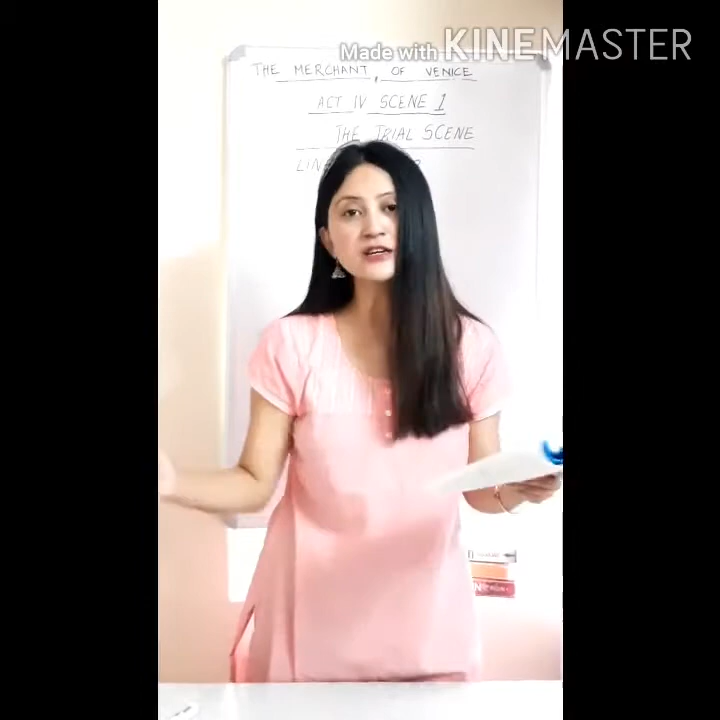 Made with KINEMASTER
THE MERCHANT OF VENICE
ACT IV SCENE 1
THE TRIAL SCENE